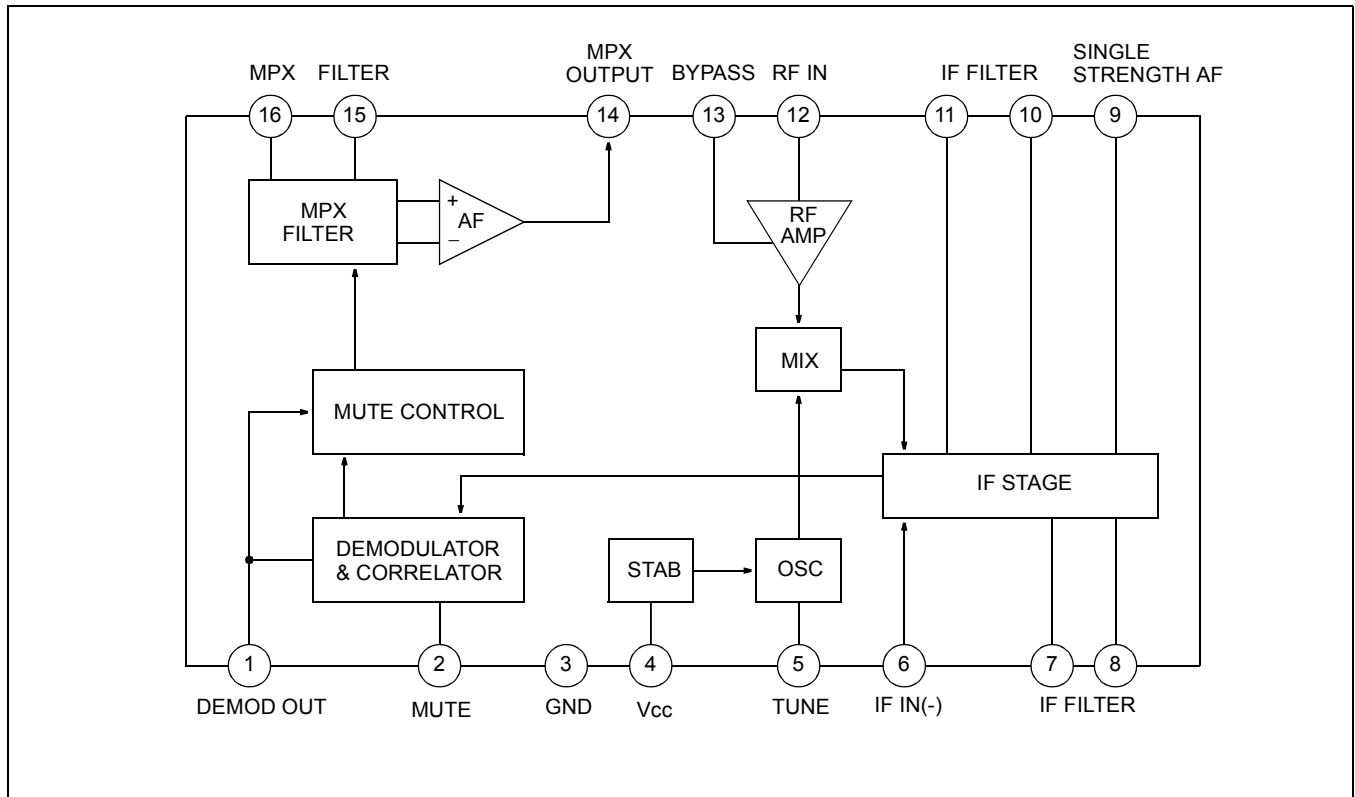 MPX
FILTER
MPX
OUTPUT
BYPASS
RF IN
IF FILTER
SINGLE
STRENGTH AF
16
15
14
13
12
11
10
9
MPX
FILTER
+
AF
−
RF
AMP
MIX
MUTE CONTROL
IF STAGE
DEMODULATOR
& CORRELATOR
STAB
OSC
1
2
3
4
5
6
7
8
DEMOD OUT
MUTE
GND
Vcc
TUNE
IF IN(-)
IF FILTER